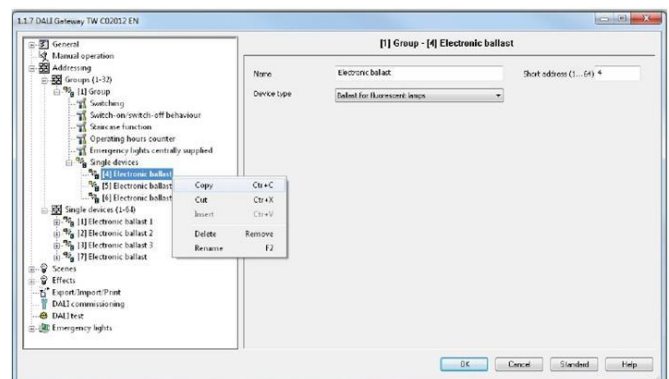 1.1.7 DALI Gateway TW C02012 EN
General
Manual operation
Addressing
Groups (1-32)
[1] Group
Switching
Switch-on/switch-off behaviour
Staircase function
Operating hours counter
Emergency lights centrally supplied
Single devices
[4] Electronic ballast
[5] Electronic ballast
[6] Electronic ballast
Single devices (1-64)
[1] Electronic ballast 1
[2] Electronic ballast 2
[3] Electronic ballast 3
[7] Electronic ballast
Scenes
Effects
Export/Import/Print
DALI commissioning
DALI test
Emergency lights
Copy Ctr+C
Cut Ctr+X
Insert Ctr+V
Delete Remove
Rename F2
[1] Group - [4] Electronic ballast
Name Electronic ballast Short address (1...64) 4
Device type Ballast for fluorescent lamps
OK Cancel Standard Help